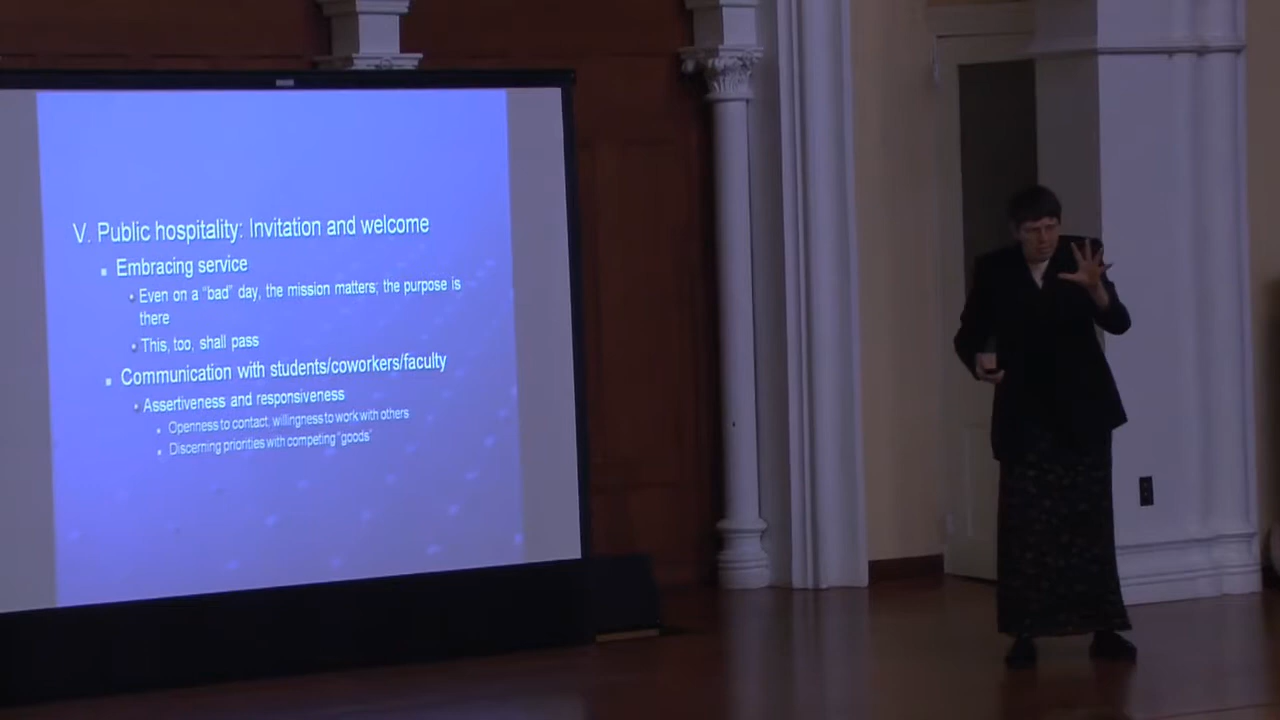 V. Public hospitality: Invitation and welcome
Embracing service
Even on a "bad" day, the mission matters; the purpose is
there
This, too, shall pass
Communication with students/coworkers/faculty
Assertiveness and responsiveness
Openness to contact, willingness to work with others
Discerning priorities with competing "goods"